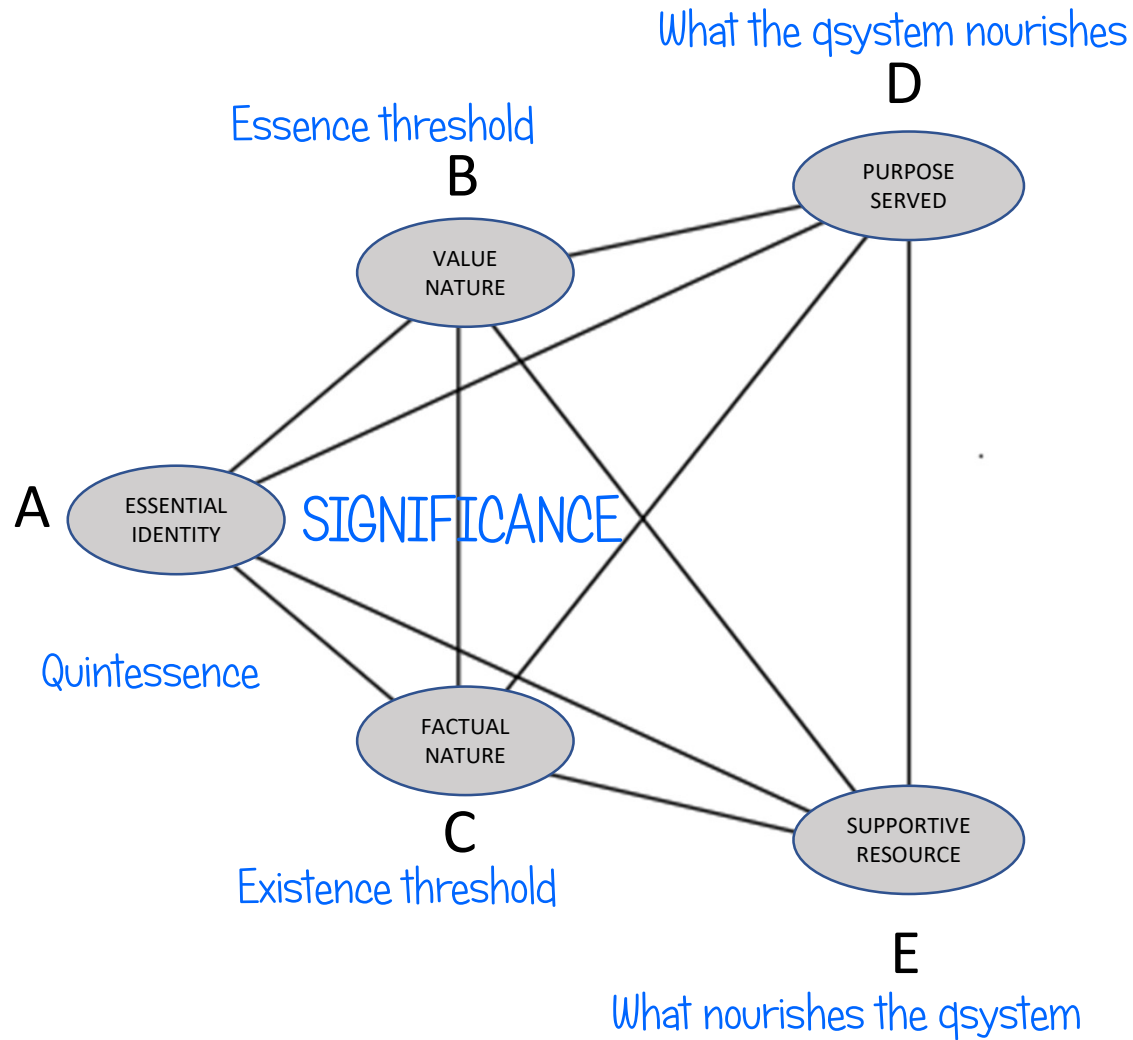 What the qsystem nourishes
D
PURPOSE
SERVED
Essence threshold
B
VALUE
NATURE
A
ESSENTIAL
IDENTITY
SIGNIFICANCE
Quintessence
FACTUAL
NATURE
C
Existence threshold
SUPPORTIVE
RESOURCE
E
What nourishes the qsystem